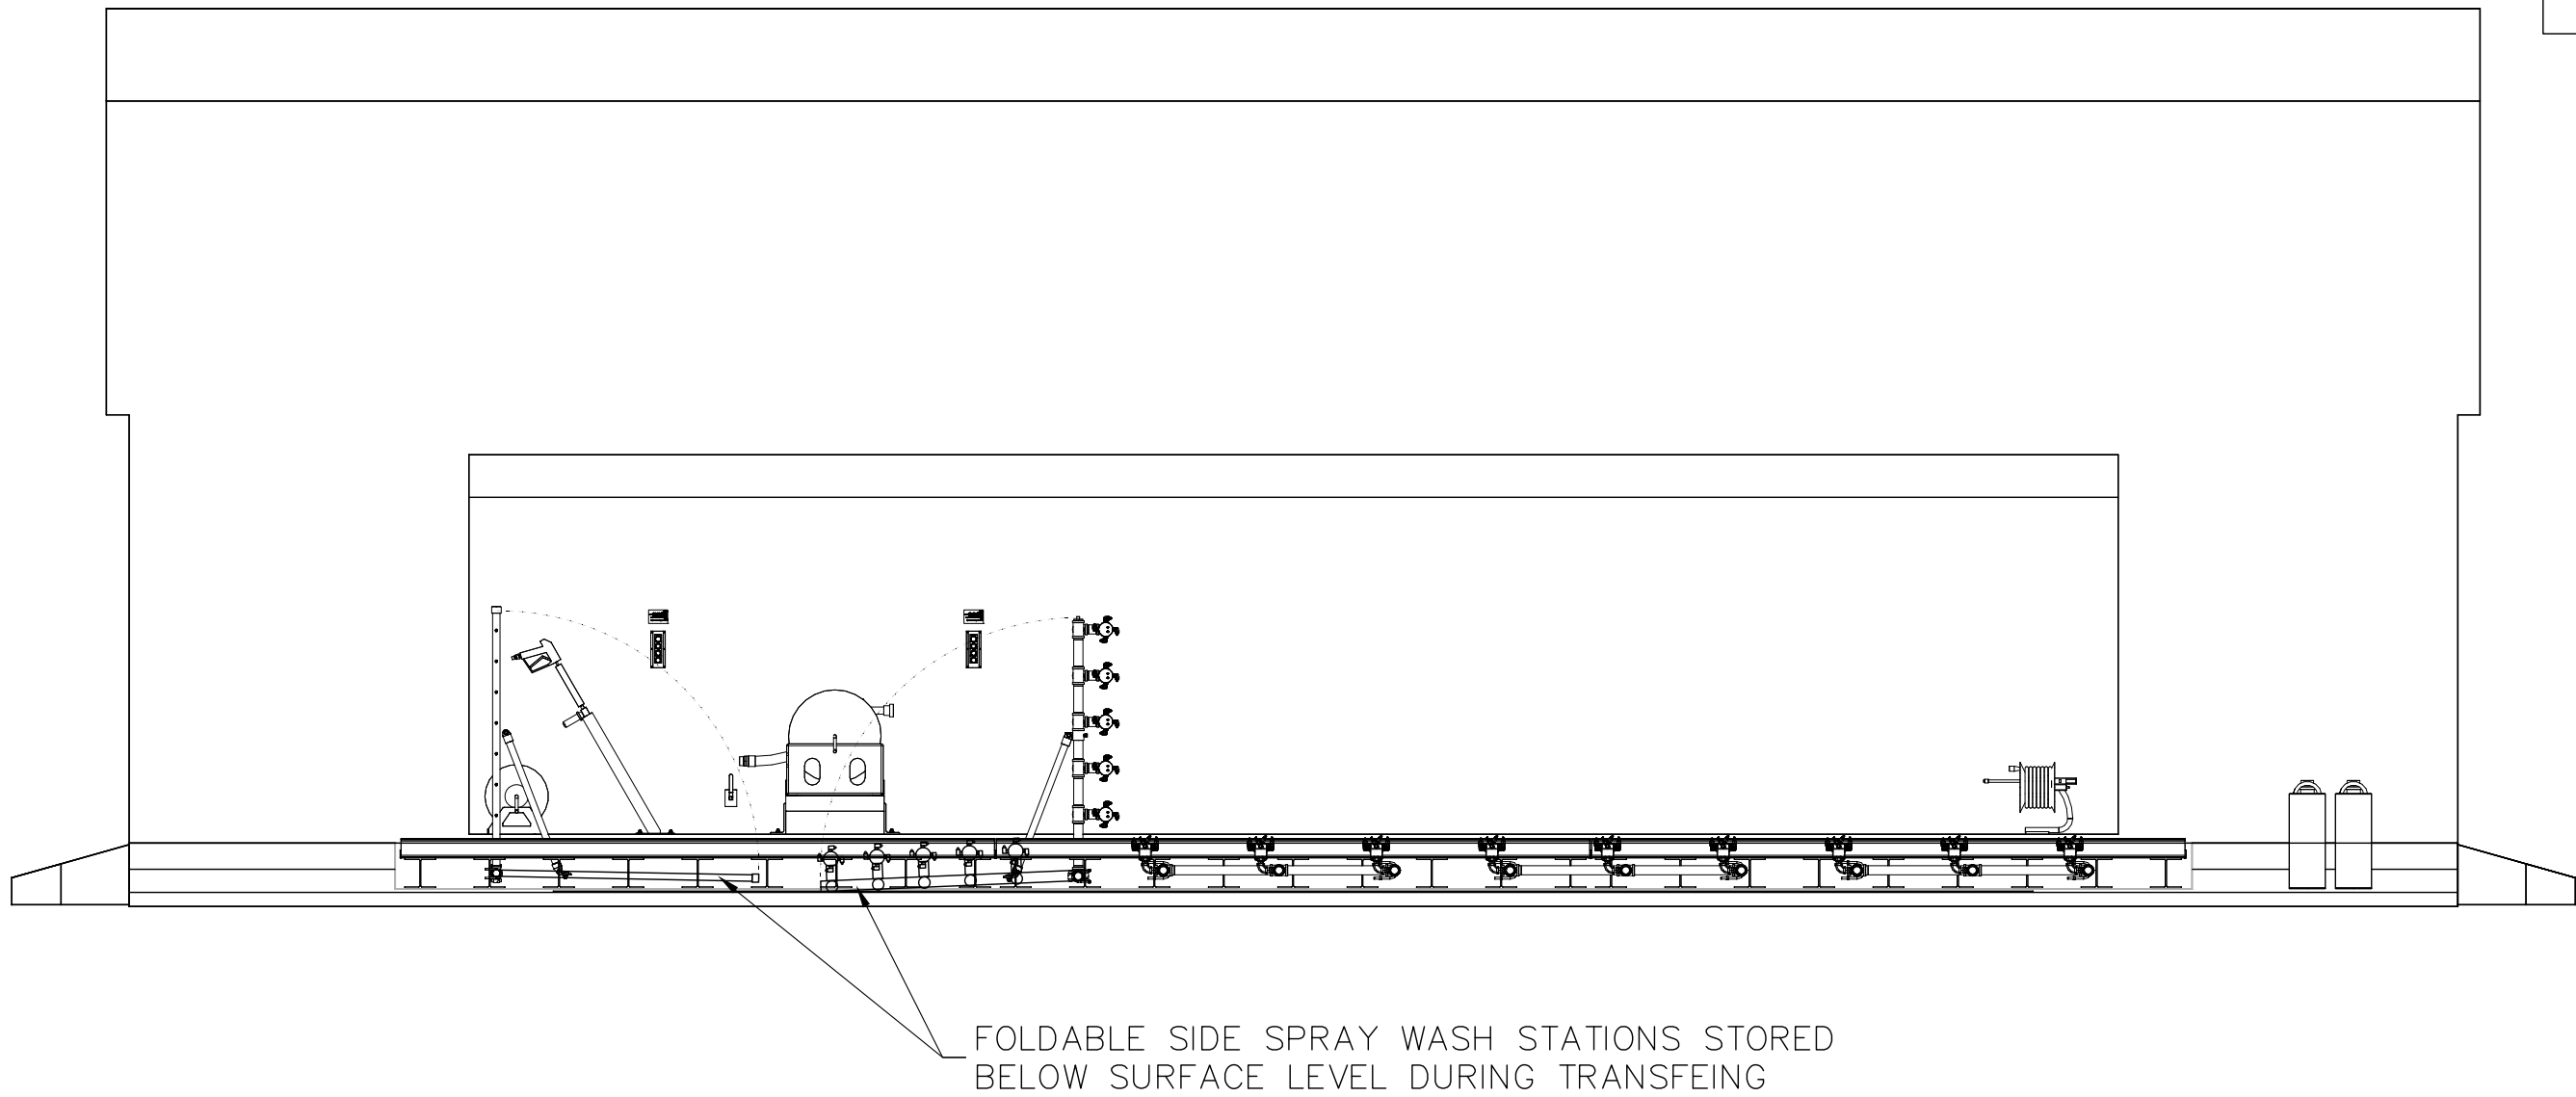 FOLDABLE SIDE SPRAY WASH STATIONS STORED
BELOW SURFACE LEVEL DURING TRANSFEING